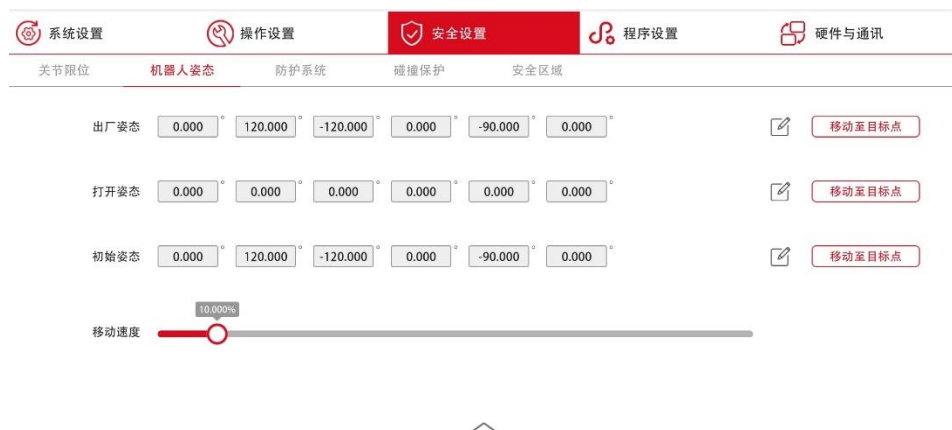 系统设置 操作设置 安全设置 程序设置 硬件与通讯
关节限位 机器人姿态 防护系统 碰撞保护 安全区域
出厂姿态 0.000° 120.000° -120.000° 0.000° -90.000° 0.000° 移动至目标点
打开姿态 0.000° 0.000° 0.000° 0.000° 0.000° 0.000° 移动至目标点
初始姿态 0.000° 120.000° -120.000° 0.000° -90.000° 0.000° 移动至目标点
10.000%
移动速度